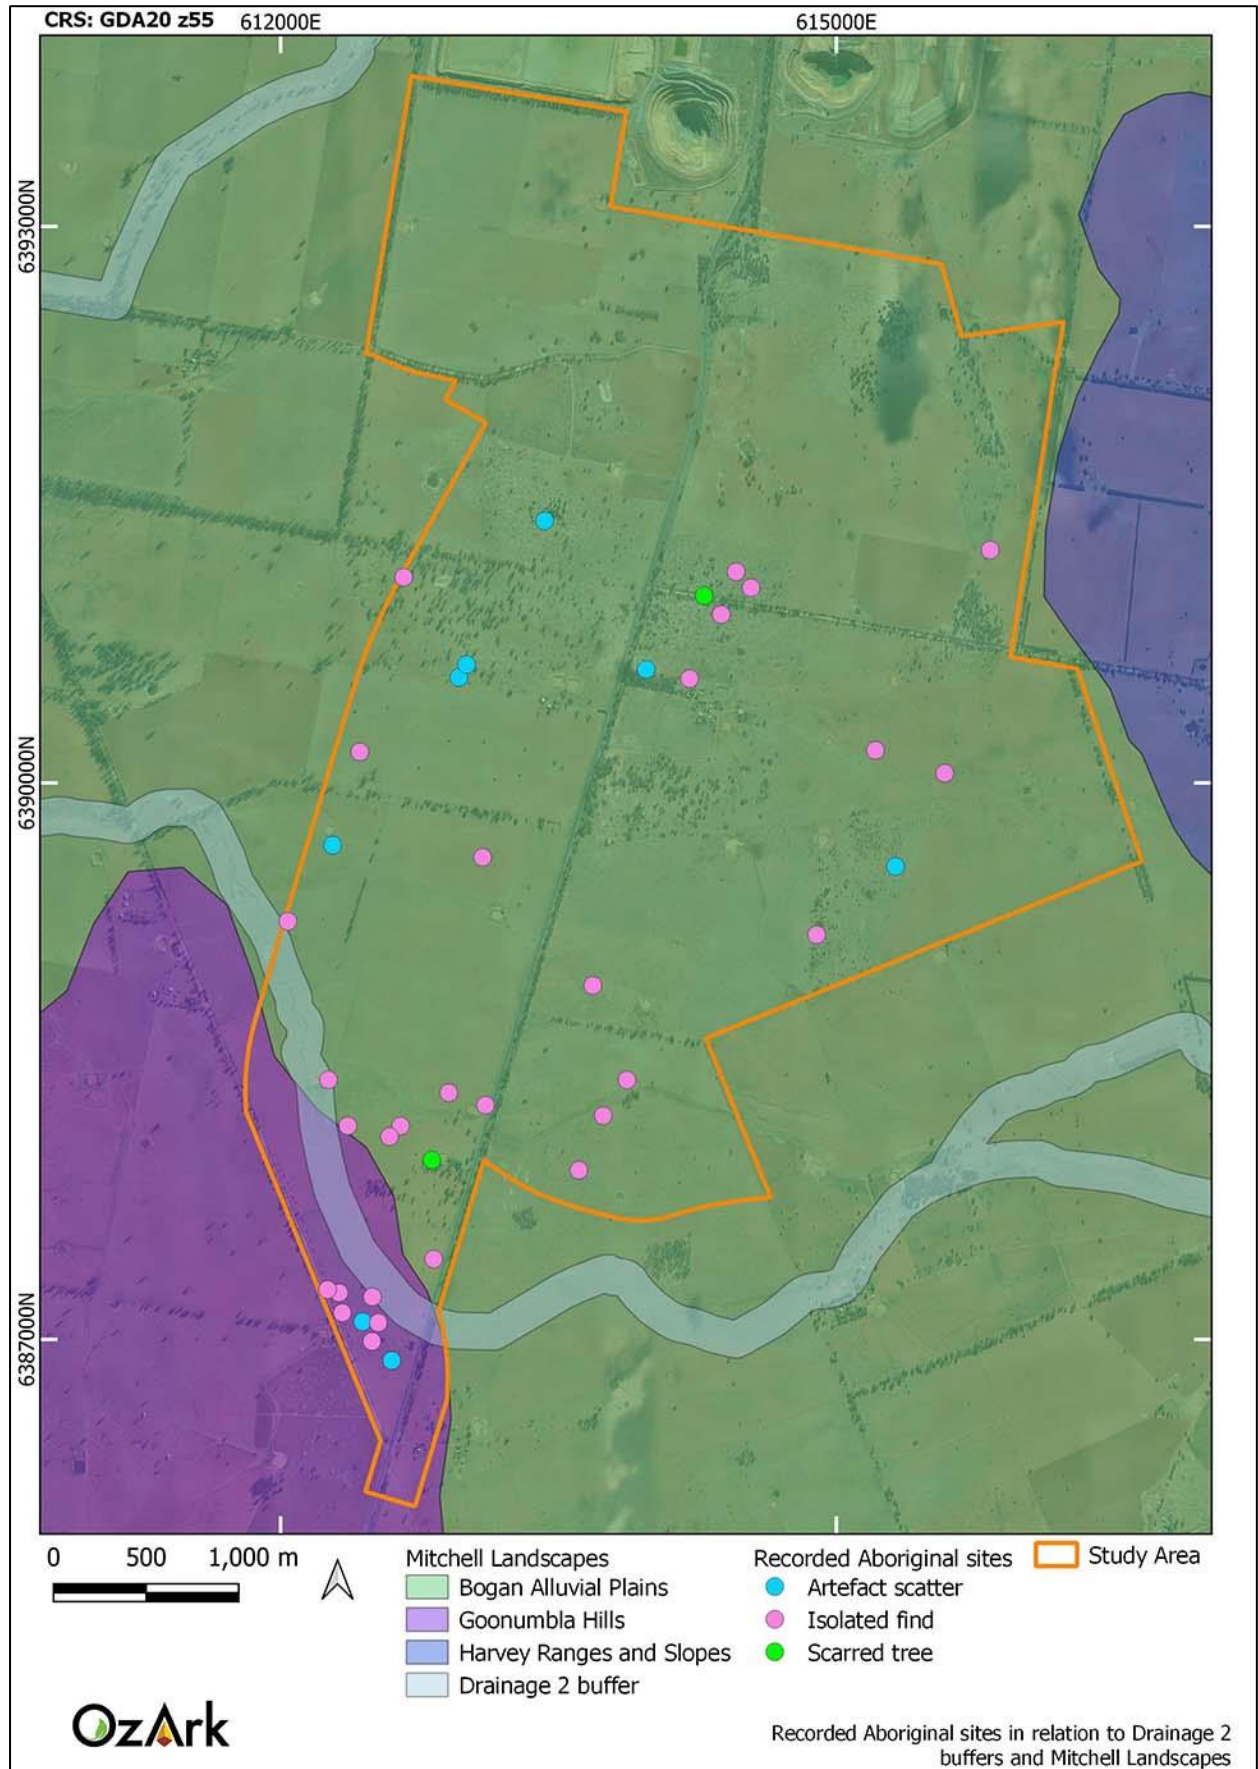 CRS: GDA20 z55
612000E
615000E
6393000N
6390000N
6387000N
0 500 1,000 m
Mitchell Landscapes
Bogan Alluvial Plains
Goonumbla Hills
Harvey Ranges and Slopes
Drainage 2 buffer
Recorded Aboriginal sites
Artefact scatter
Isolated find
Scarred tree
Study Area
OzArk
Recorded Aboriginal sites in relation to Drainage 2
buffers and Mitchell Landscapes